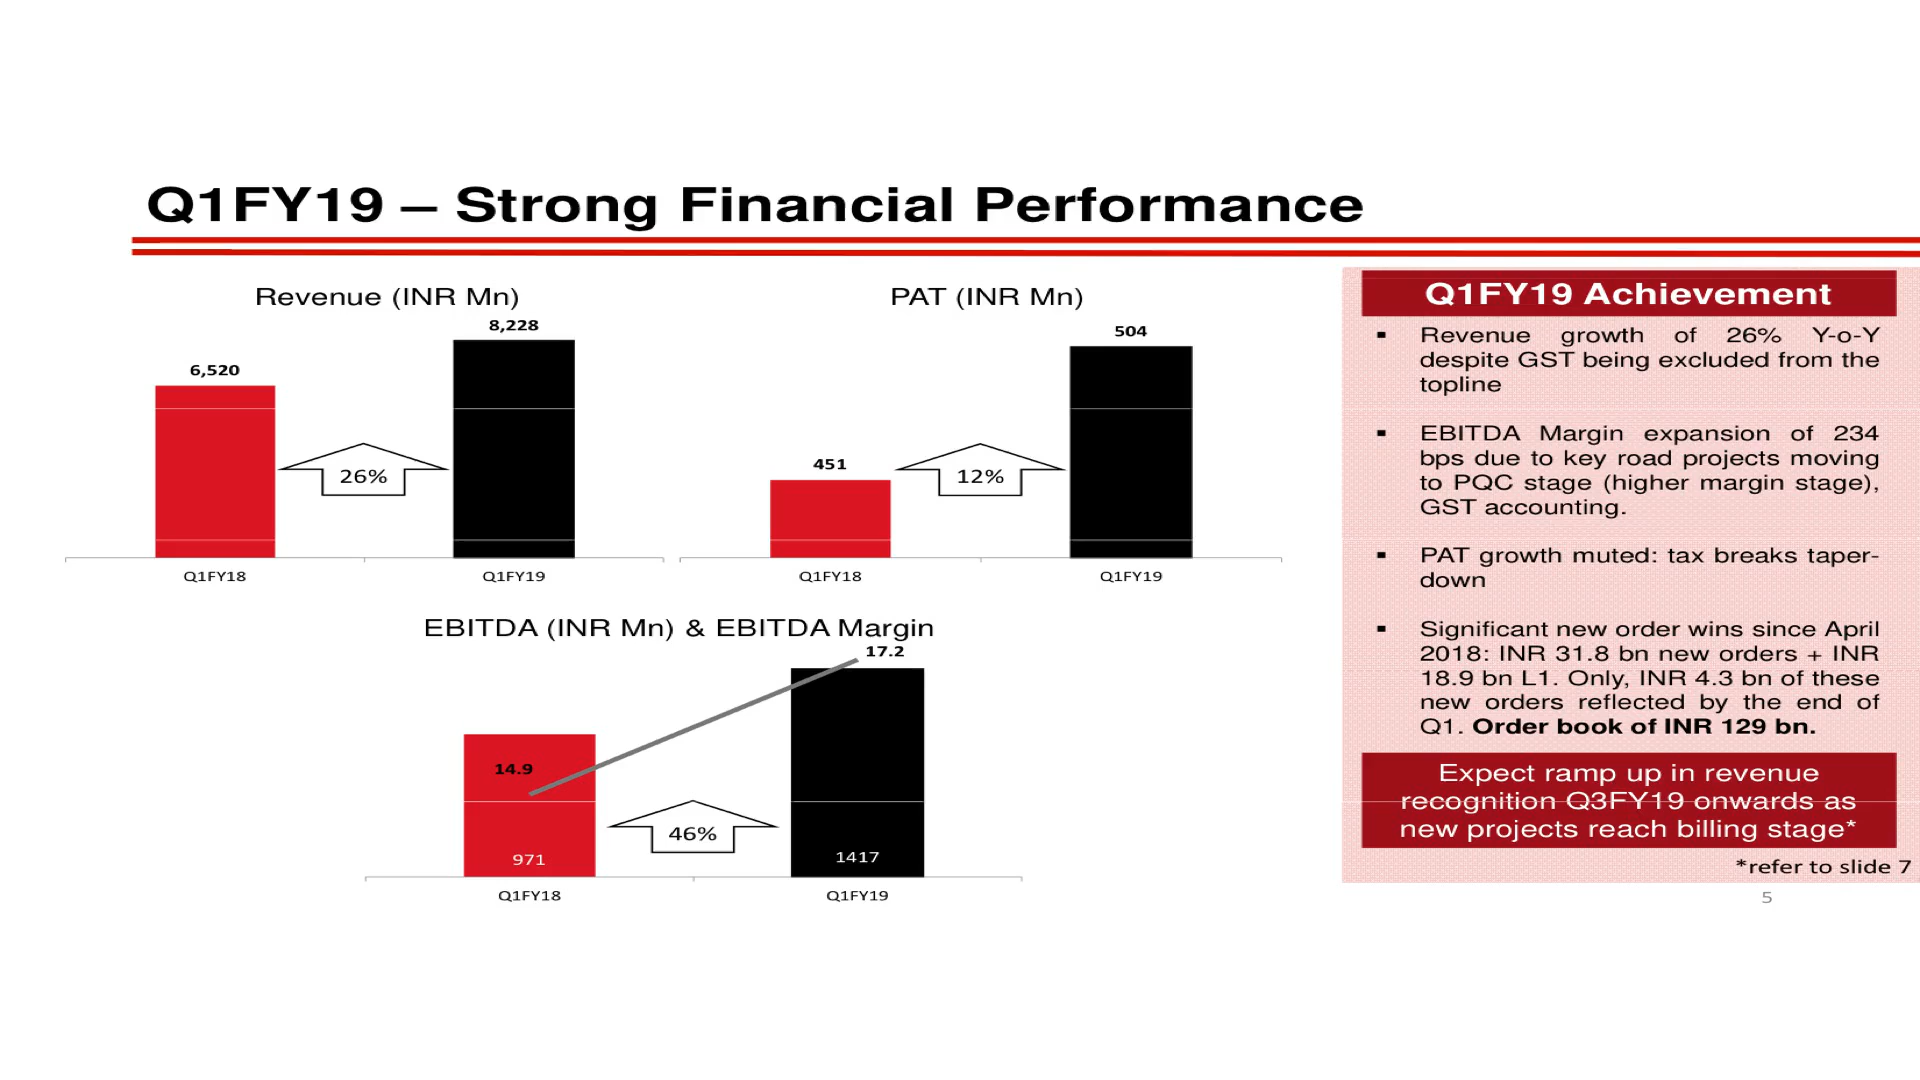 Q1FY19 – Strong Financial Performance
Revenue (INR Mn)
8,228
6,520
26%
Q1FY18
Q1FY19
PAT (INR Mn)
504
451
12%
Q1FY18
Q1FY19
EBITDA (INR Mn) & EBITDA Margin
17.2
14.9
46%
971
1417
Q1FY18
Q1FY19
Q1FY19 Achievement
▪ Revenue growth of 26% Y-o-Y
despite GST being excluded from the
topline
▪ EBITDA Margin expansion of 234
bps due to key road projects moving
to PQC stage (higher margin stage),
GST accounting.
▪ PAT growth muted: tax breaks taper-
down
▪ Significant new order wins since April
2018: INR 31.8 bn new orders + INR
18.9 bn L1. Only, INR 4.3 bn of these
new orders reflected by the end of
Q1. Order book of INR 129 bn.
Expect ramp up in revenue
recognition Q3FY19 onwards as
new projects reach billing stage*
*refer to slide 7
5